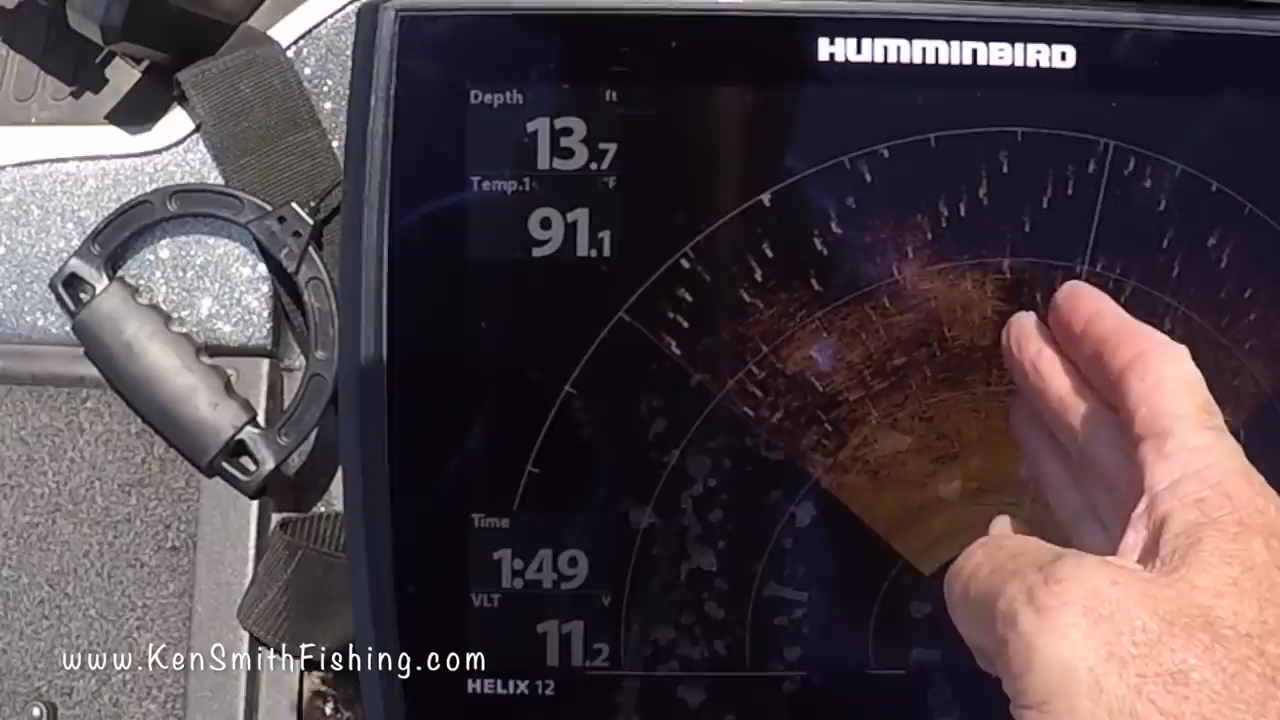 HUMMINBIRD
Depth ft
13.7
Temp.1 °F
91.1
Time
1:49
VLT V
11.2
HELIX 12
www.KenSmithFishing.com